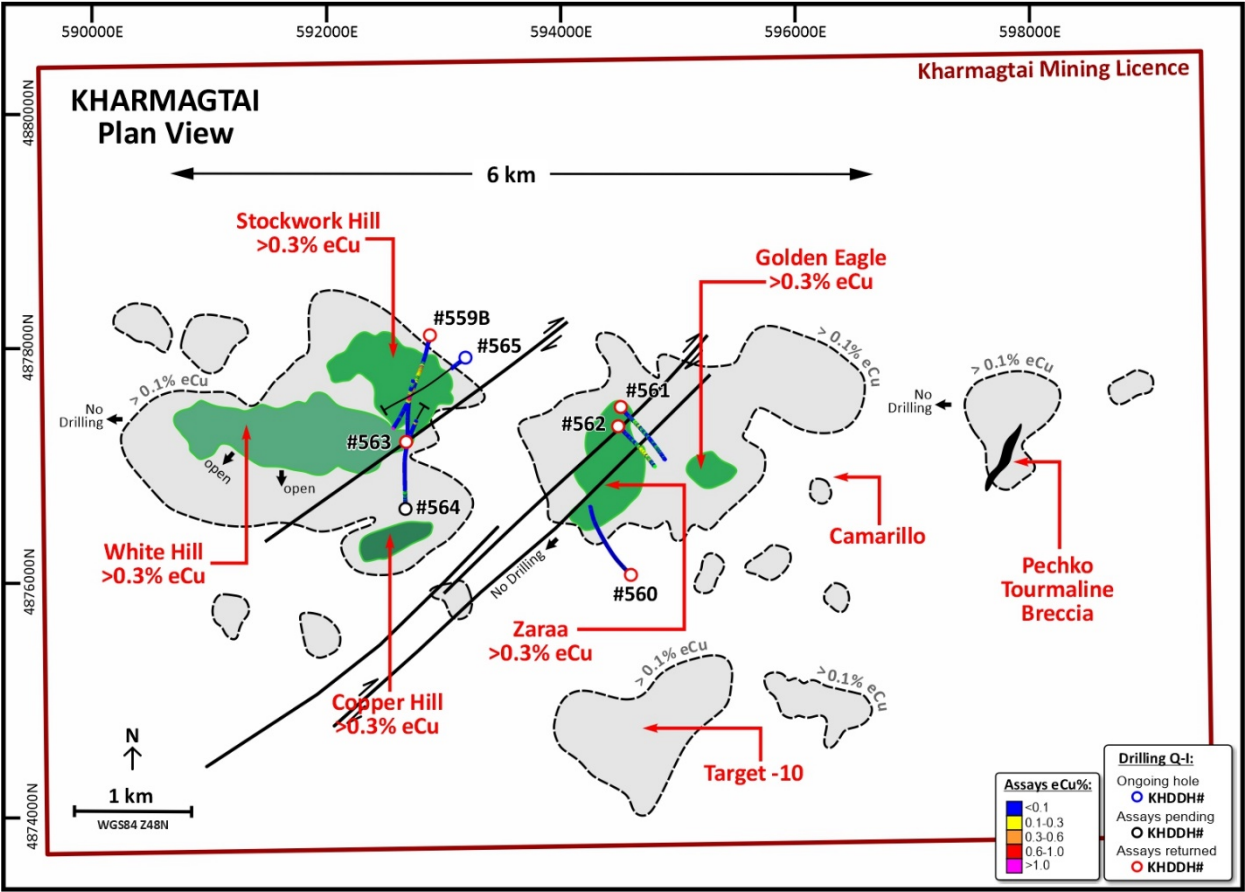 590000E
592000E
594000E
596000E
598000E
Kharmagtai Mining Licence
KHARMAGTAI
Plan View
4880000N
6 km
Stockwork Hill
>0.3% eCu
Golden Eagle
>0.3% eCu
#559B
#565
4878000N
> 0.1% eCu
> 0.1% eCu
> 0.1% eCu
No
Drilling
No
Drilling
#561
#562
#563
open
open
#564
Camarillo
White Hill
>0.3% eCu
No Drilling
#560
Pechko
Tourmaline
Breccia
4876000N
Zaraa
>0.3% eCu
> 0.1% eCu
>0.1% eCu
Copper Hill
>0.3% eCu
Target -10
N
1 km
WGS84 Z48N
4874000N
Assays eCu%:
<0.1
0.1-0.3
0.3-0.6
0.6-1.0
>1.0
Drilling Q-I:
Ongoing hole
KHDDH#
Assays pending
KHDDH#
Assays returned
KHDDH#